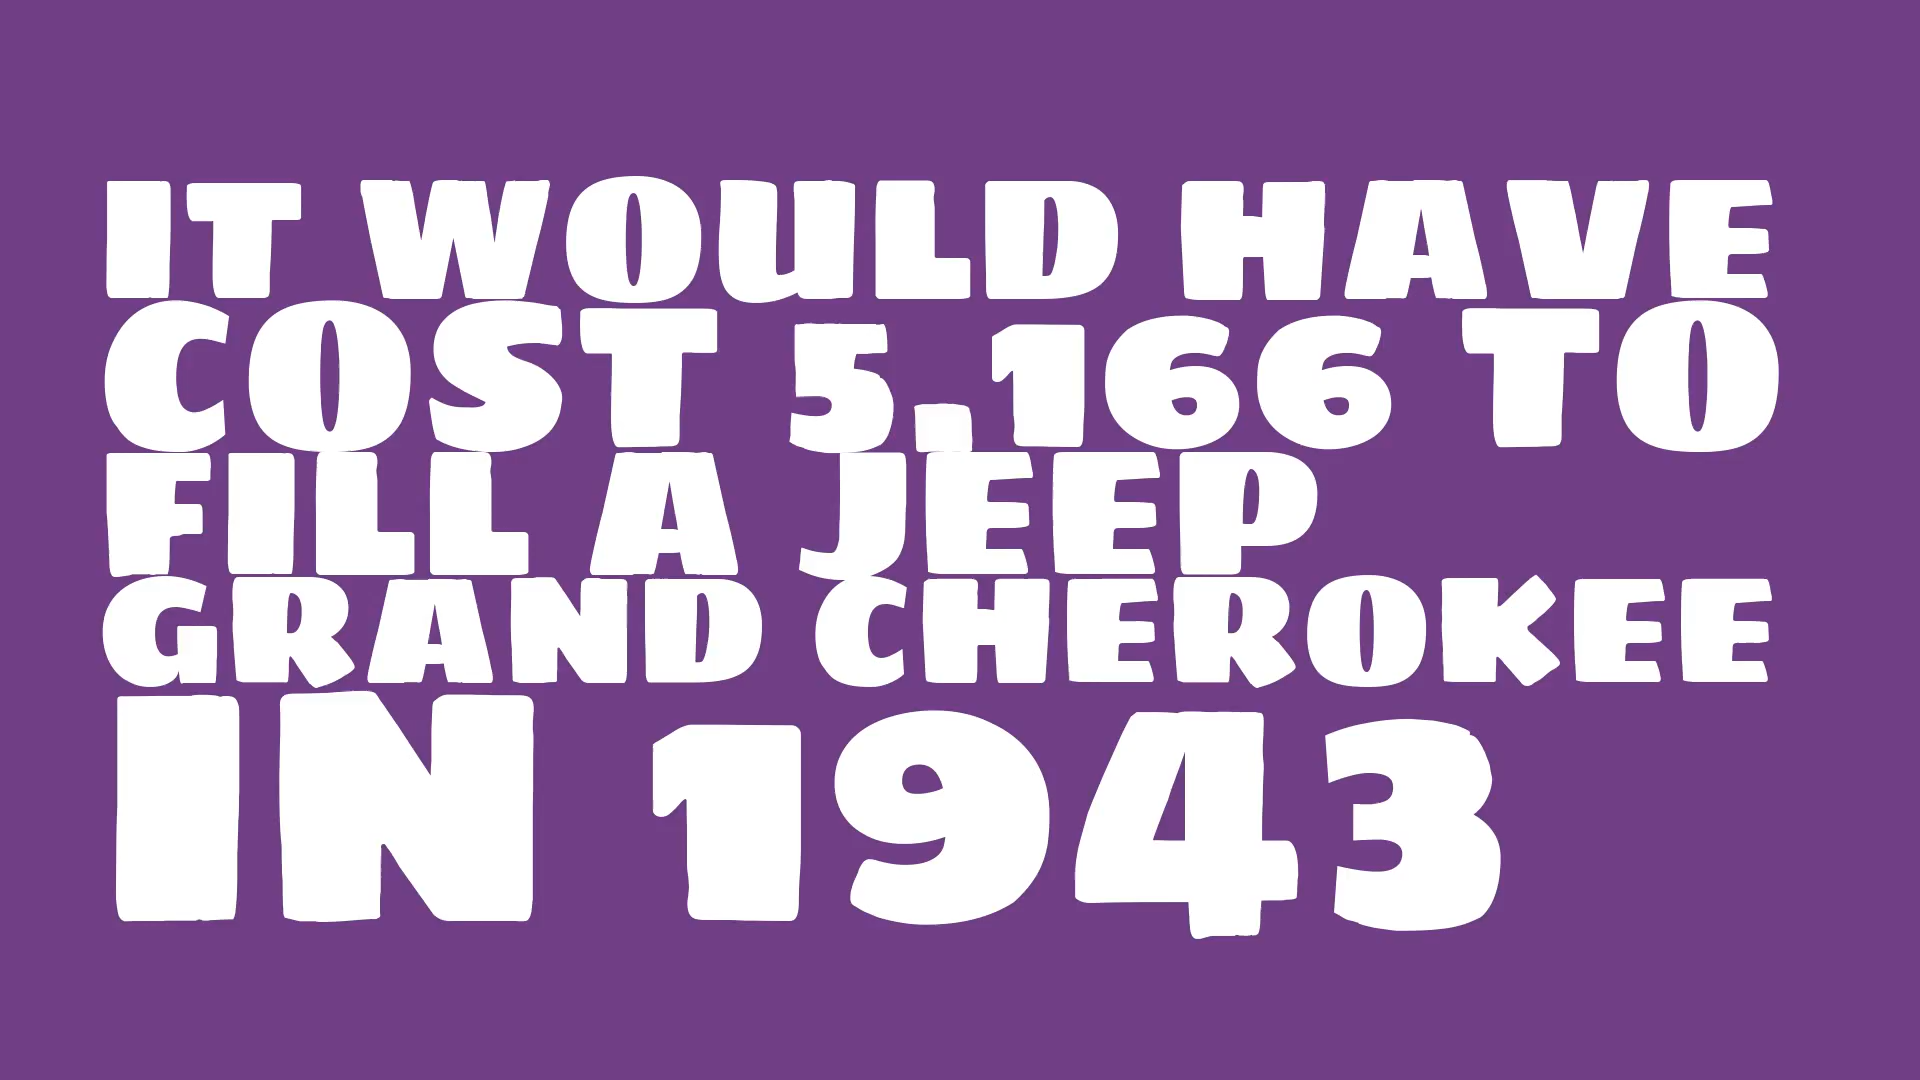 IT WOULD HAVE
COST 5.166 TO
FILL A JEEP
GRAND CHEROKEE
IN 1943